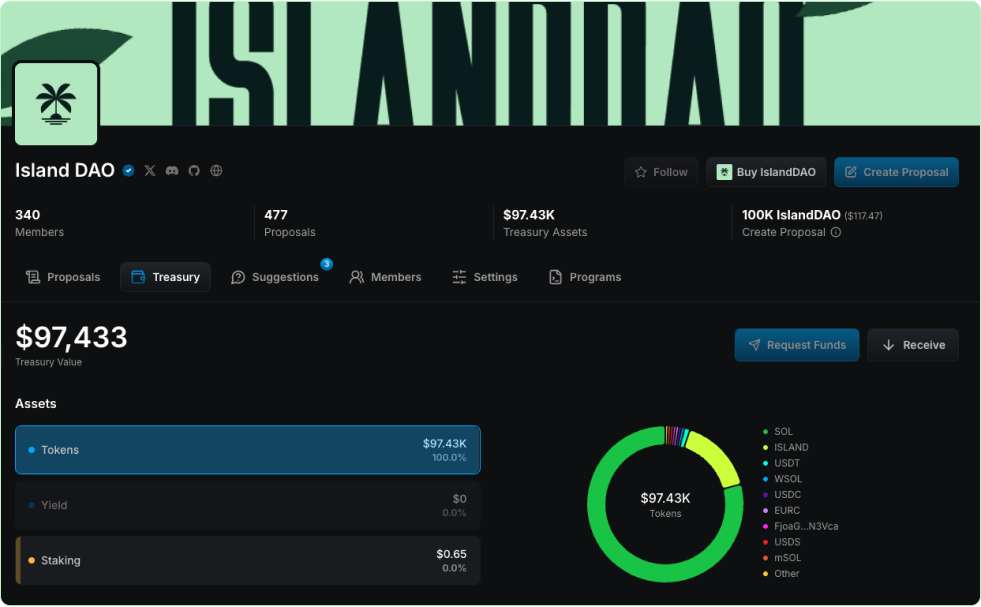 ISLANDDAO
Island DAO
Follow
Buy IslandDAO
Create Proposal
340
Members
477
Proposals
$97.43K
Treasury Assets
100K IslandDAO ($117.47)
Create Proposal
Proposals
Treasury
Suggestions
3
Members
Settings
Programs
$97,433
Treasury Value
Request Funds
Receive
Assets
Tokens
$97.43K
100.0%
Yield
$0
0.0%
Staking
$0.65
0.0%
$97.43K
Tokens
SOL
ISLAND
USDT
WSOL
USDC
EURC
FjoaG...N3Vca
USDS
mSOL
Other